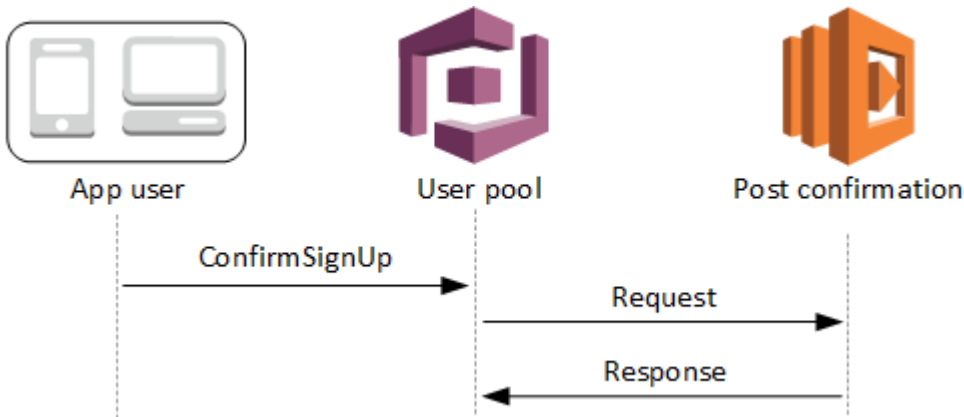 App user
User pool
Post confirmation
ConfirmSignUp
Request
Response